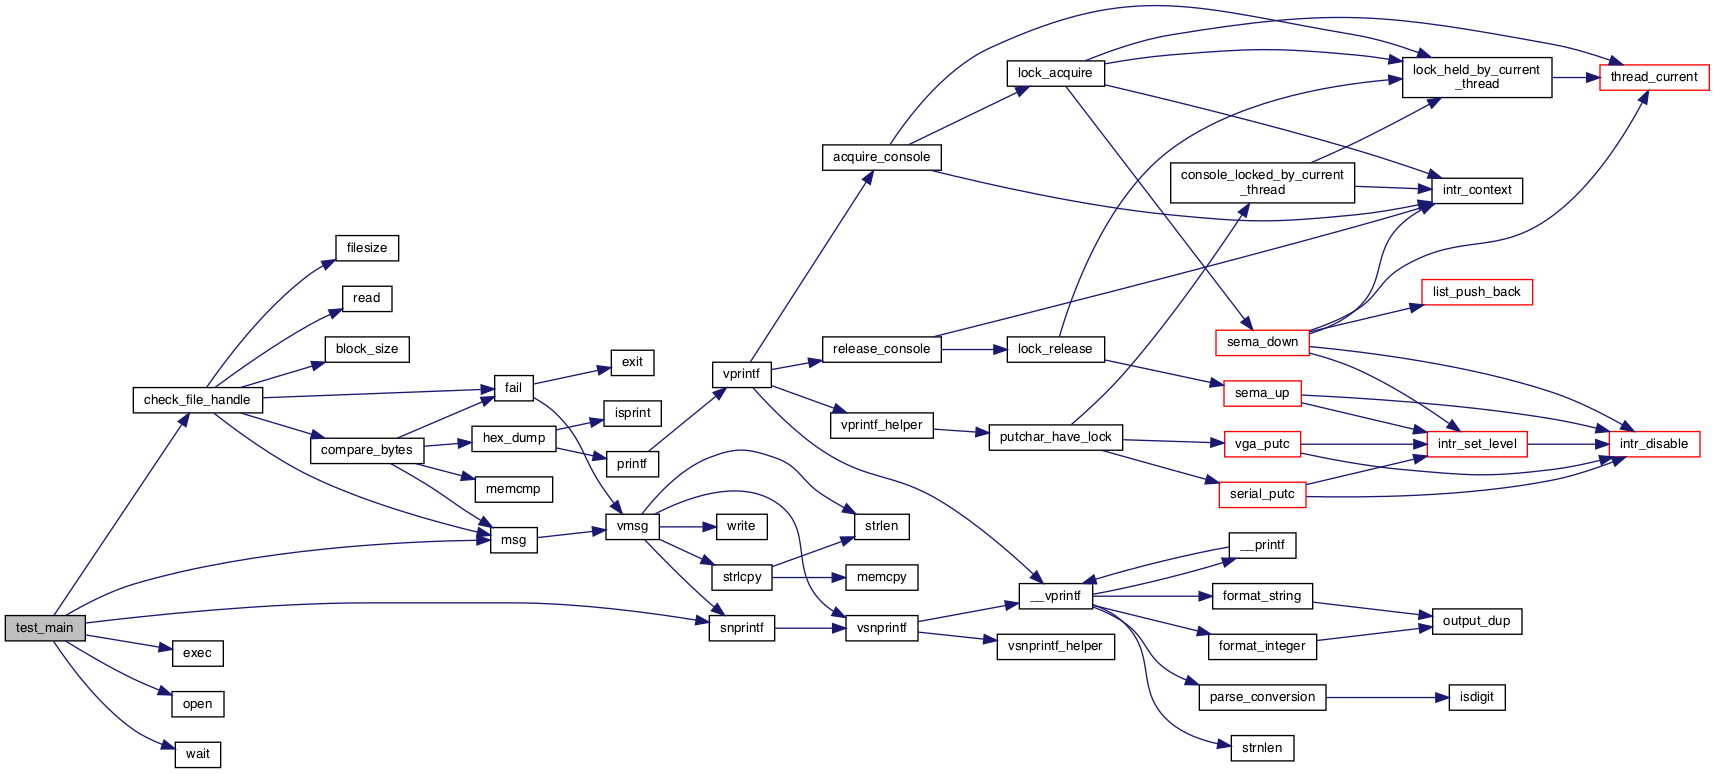 test_main
check_file_handle
exec
open
wait
filesize
read
block_size
compare_bytes
fail
hex_dump
memcmp
msg
exit
isprint
printf
vmsg
write
strlcpy
snprintf
vprintf
strlen
memcpy
vsnprintf
acquire_console
release_console
vprintf_helper
lock_acquire
lock_release
putchar_have_lock
__vprintf
vsnprintf_helper
console_locked_by_current
_thread
sema_down
sema_up
vga_putc
serial_putc
__printf
format_string
format_integer
parse_conversion
strnlen
lock_held_by_current
_thread
intr_context
list_push_back
intr_set_level
output_dup
isdigit
thread_current
intr_disable